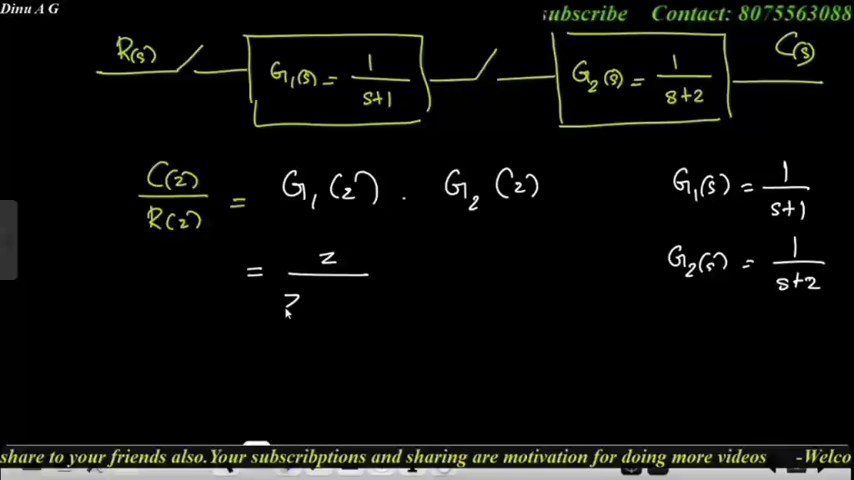 Dinu A G
subscribe Contact: 8075563088
R(s) G₁(s) = 1/(s+1) G₂(s) = 1/(s+2) C(s)
C(z)/R(z) = G₁(z) . G₂(z) G₁(s) = 1/(s+1)
= z/z G₂(s) = 1/(s+2)
share to your friends also.Your subscribptions and sharing are motivation for doing more videos -Welco